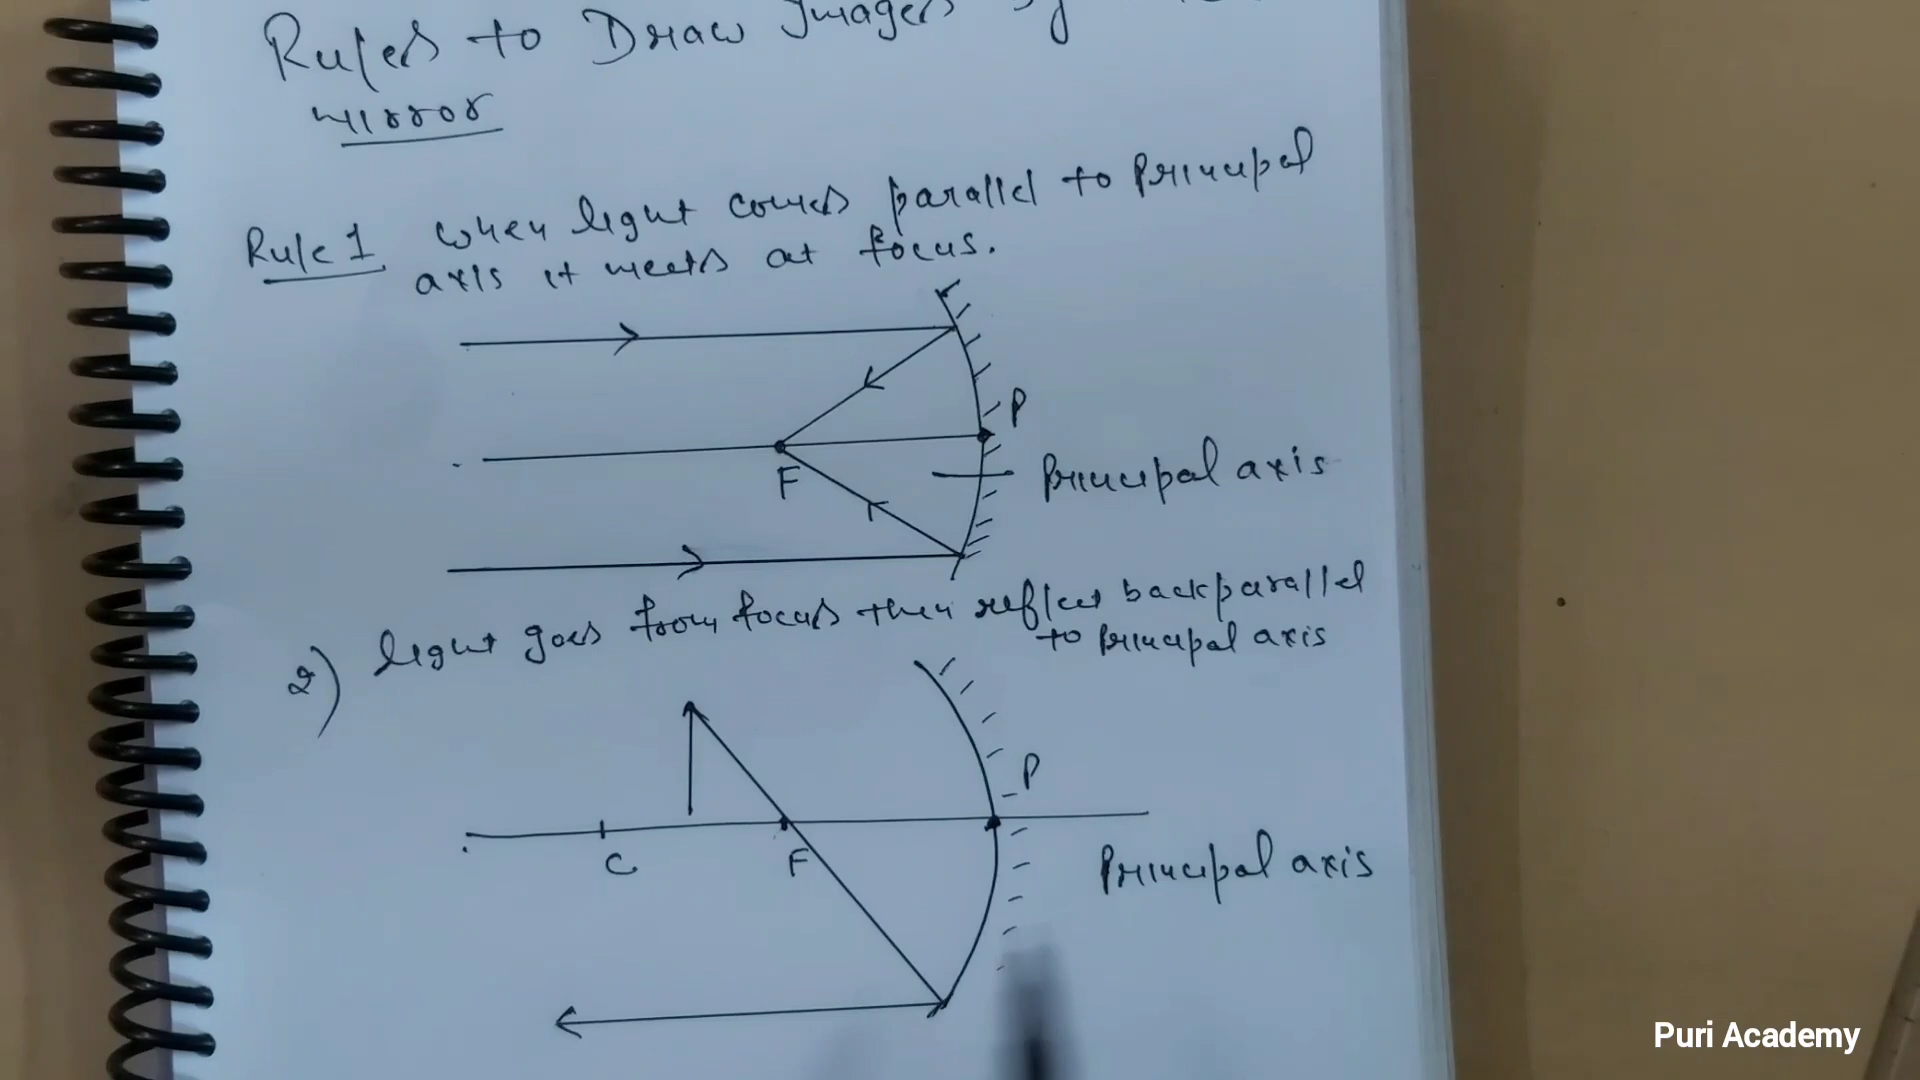 Rules to Draw Images by
mirror
Rule 1 when light comes parallel to Principal
axis it meets at focus.
P
F
Principal axis
2) light goes from focus then reflect back parallel
to principal axis
P
C
F
Principal axis
Puri Academy